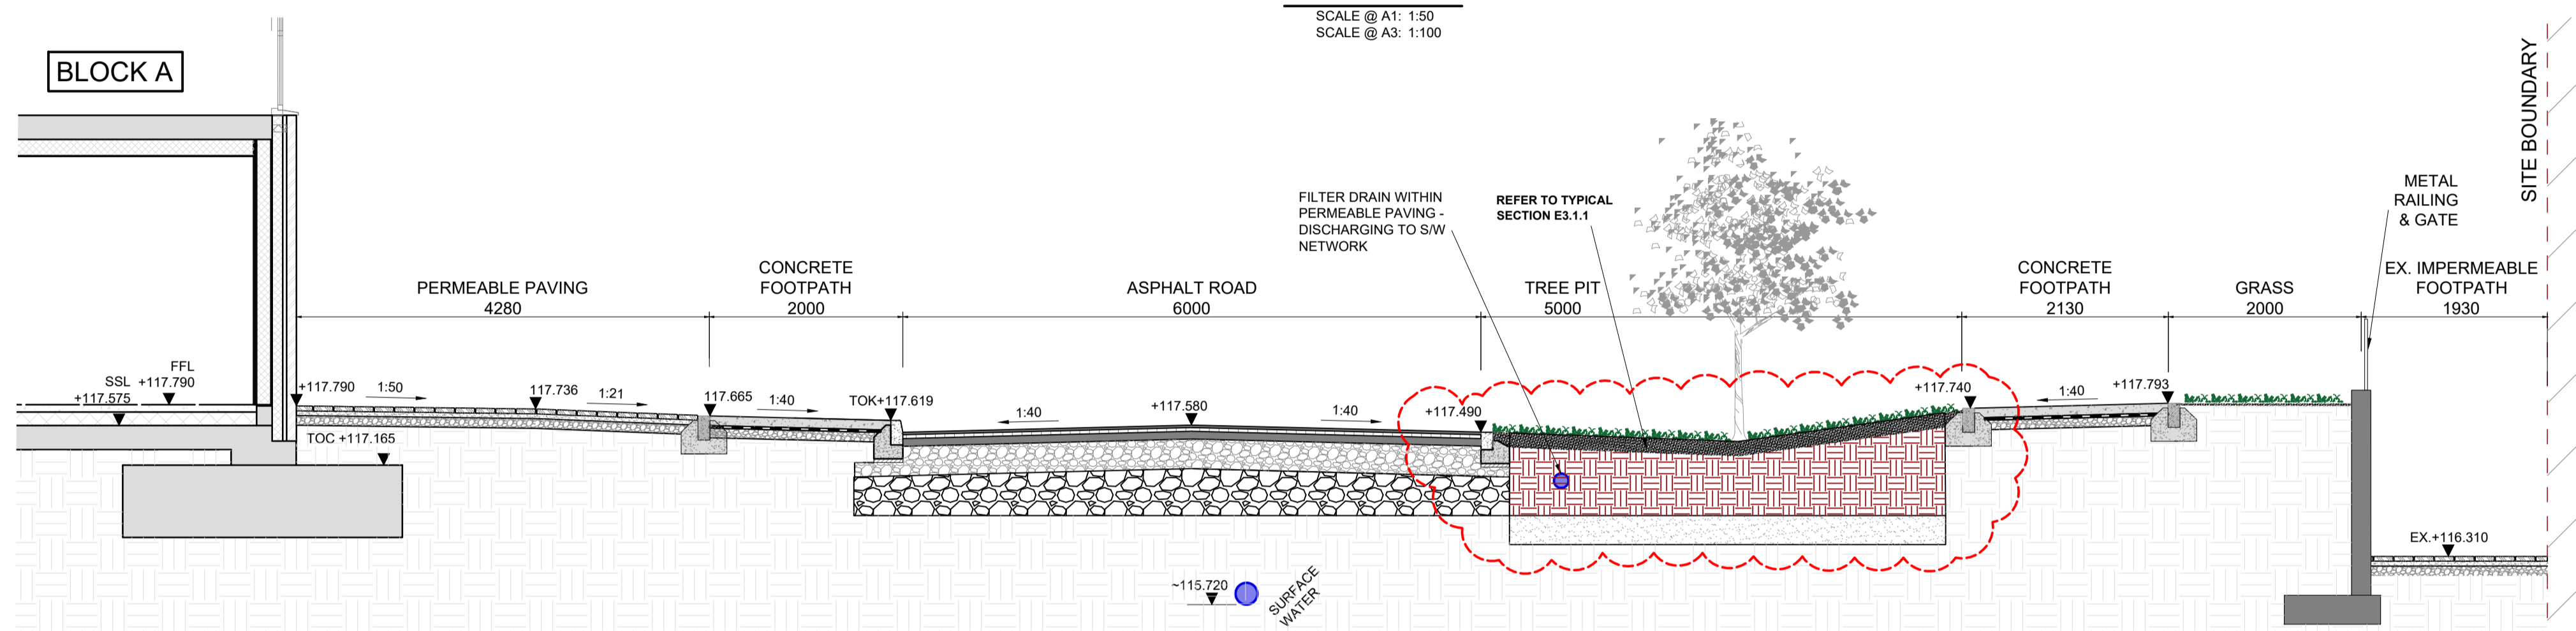 SCALE @ A1: 1:50
SCALE @ A3: 1:100
BLOCK A
SITE BOUNDARY
METAL
RAILING
& GATE
FILTER DRAIN WITHIN
PERMEABLE PAVING -
DISCHARGING TO S/W
NETWORK
REFER TO TYPICAL
SECTION E3.1.1
PERMEABLE PAVING
4280
CONCRETE
FOOTPATH
2000
ASPHALT ROAD
6000
TREE PIT
5000
CONCRETE
FOOTPATH
2130
GRASS
2000
EX. IMPERMEABLE
FOOTPATH
1930
SSL
+117.575
FFL
+117.790
+117.790
1:50
117.736
1:21
117.665
1:40
TOK+117.619
1:40
+117.580
1:40
+117.490
+117.740
1:40
+117.793
TOC +117.165
EX.+116.310
~115.720
SURFACE
WATER